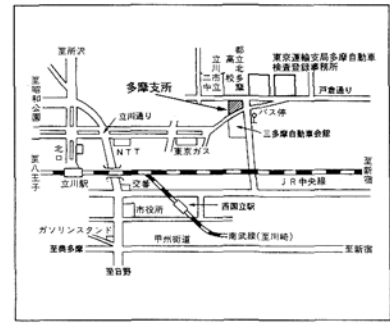 至所沢
至昭和公園
立川通り
立川二中
市立
都立北多摩高校
東京運輸支局多摩自動車検査登録事務所
多摩支所
戸倉通り
バス停
三多摩自動車会館
北口
NTT
東京ガス
至八王子
立川駅
交番
JR中央線
至新宿
市役所
西国立駅
ガソリンスタンド
甲州街道
南武線(至川崎)
至奥多摩
至新宿
至日野